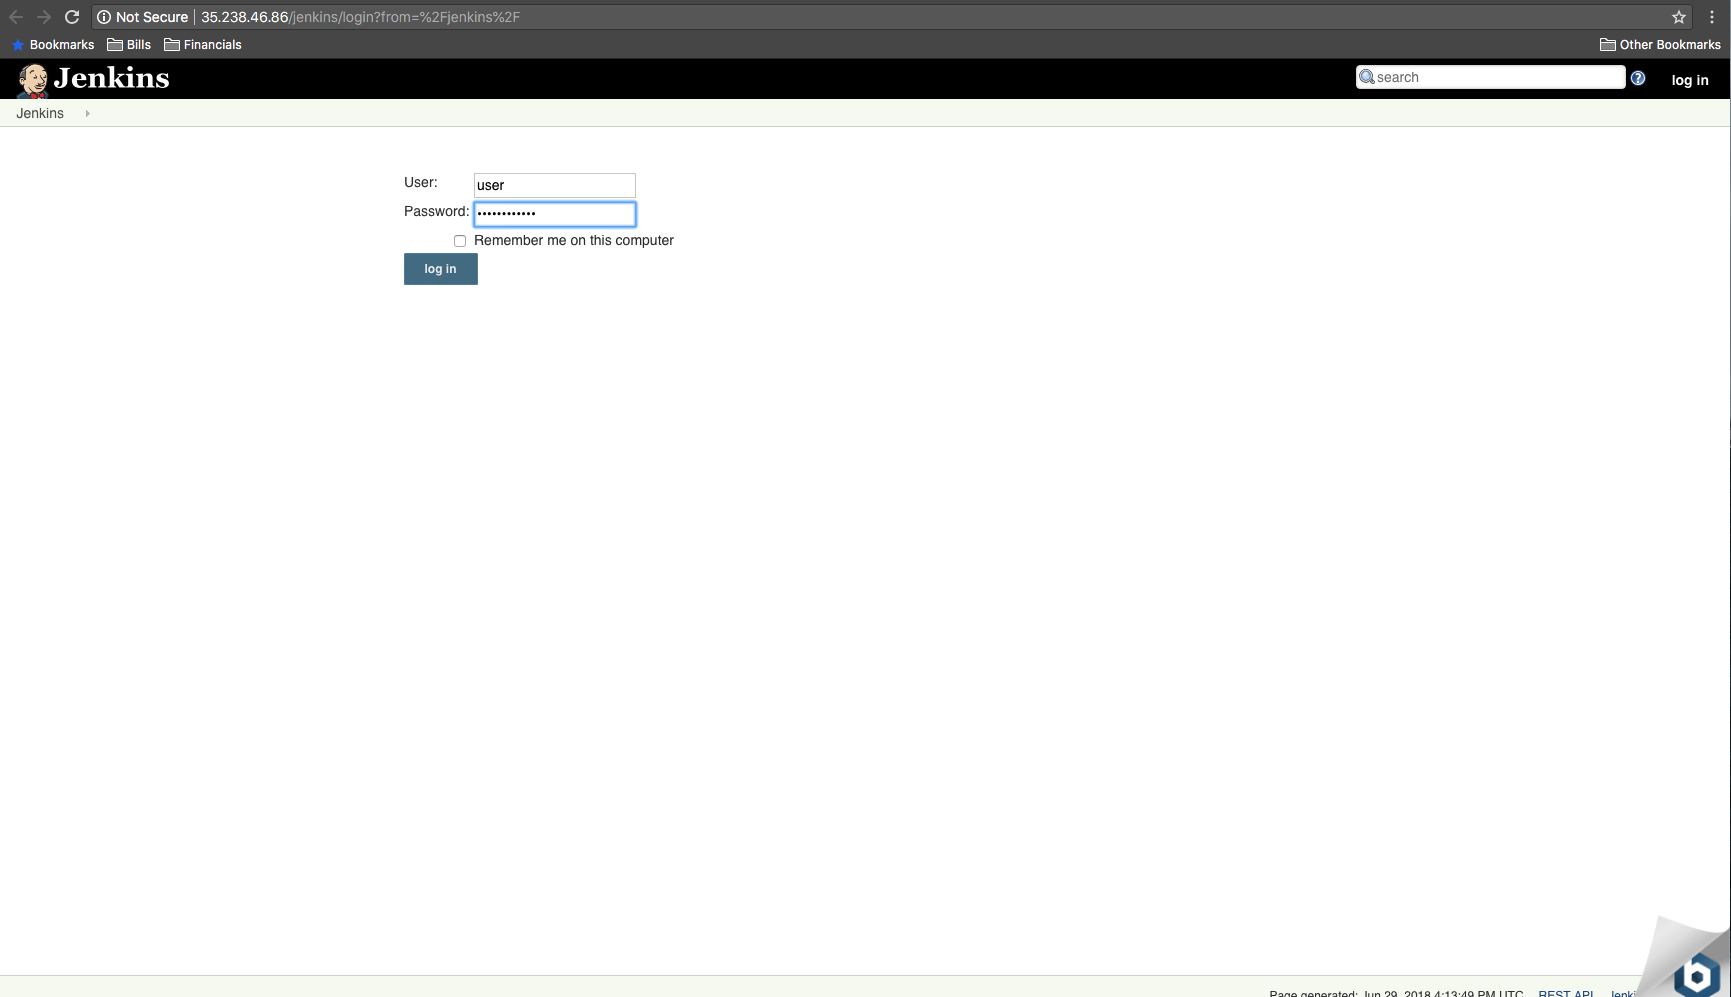 Not Secure | 35.238.46.86/jenkins/login?from=%2Fjenkins%2F
Bookmarks Bills Financials Other Bookmarks
Jenkins search ? log in
Jenkins
User: user
Password: ••••••••••••
Remember me on this computer
log in
Page generated: Jun 29, 2018 4:13:49 PM UTC REST API Jenki
b